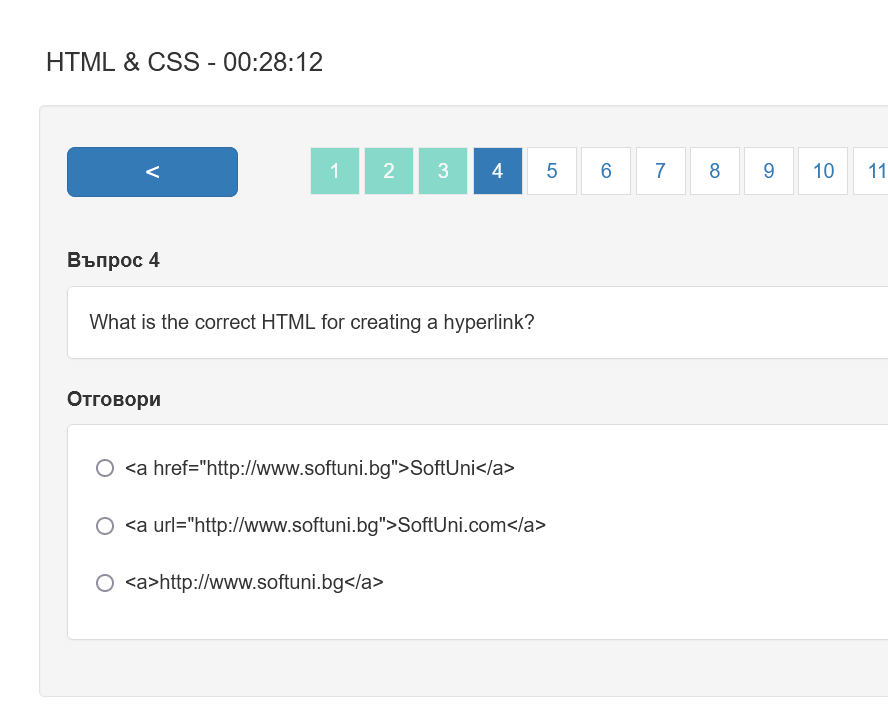 HTML & CSS - 00:28:12
< 1 2 3 4 5 6 7 8 9 10 11
Въпрос 4
What is the correct HTML for creating a hyperlink?
Отговори
<a href="http://www.softuni.bg">SoftUni</a>
<a url="http://www.softuni.bg">SoftUni.com</a>
<a>http://www.softuni.bg</a>